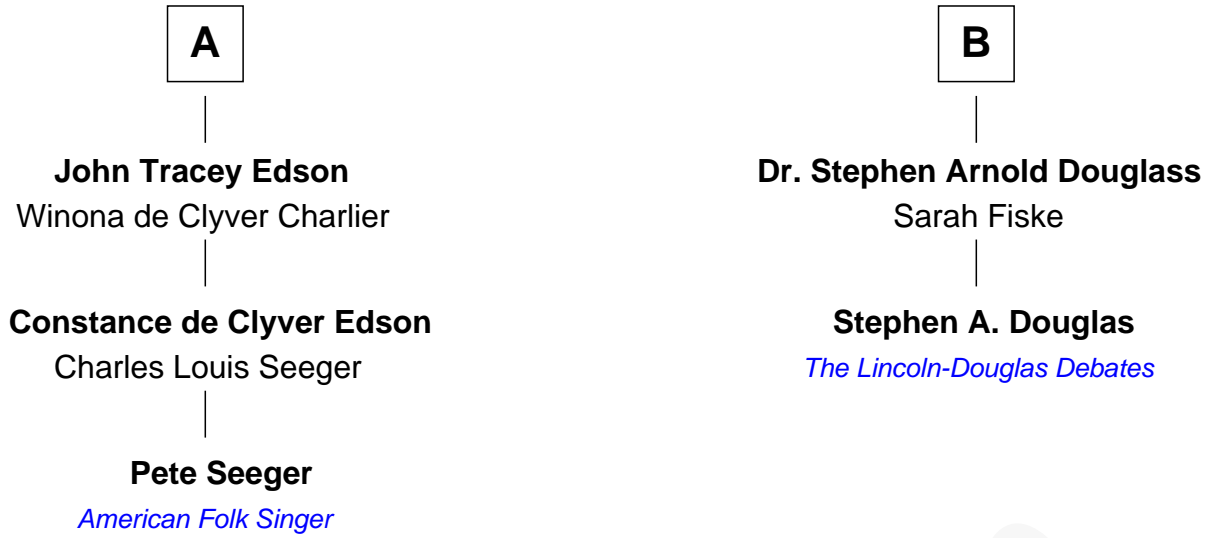 A
John Tracey Edson
Winona de Clyver Charlier
Constance de Clyver Edson
Charles Louis Seeger
Pete Seeger
American Folk Singer
B
Dr. Stephen Arnold Douglass
Sarah Fiske
Stephen A. Douglas
The Lincoln-Douglas Debates